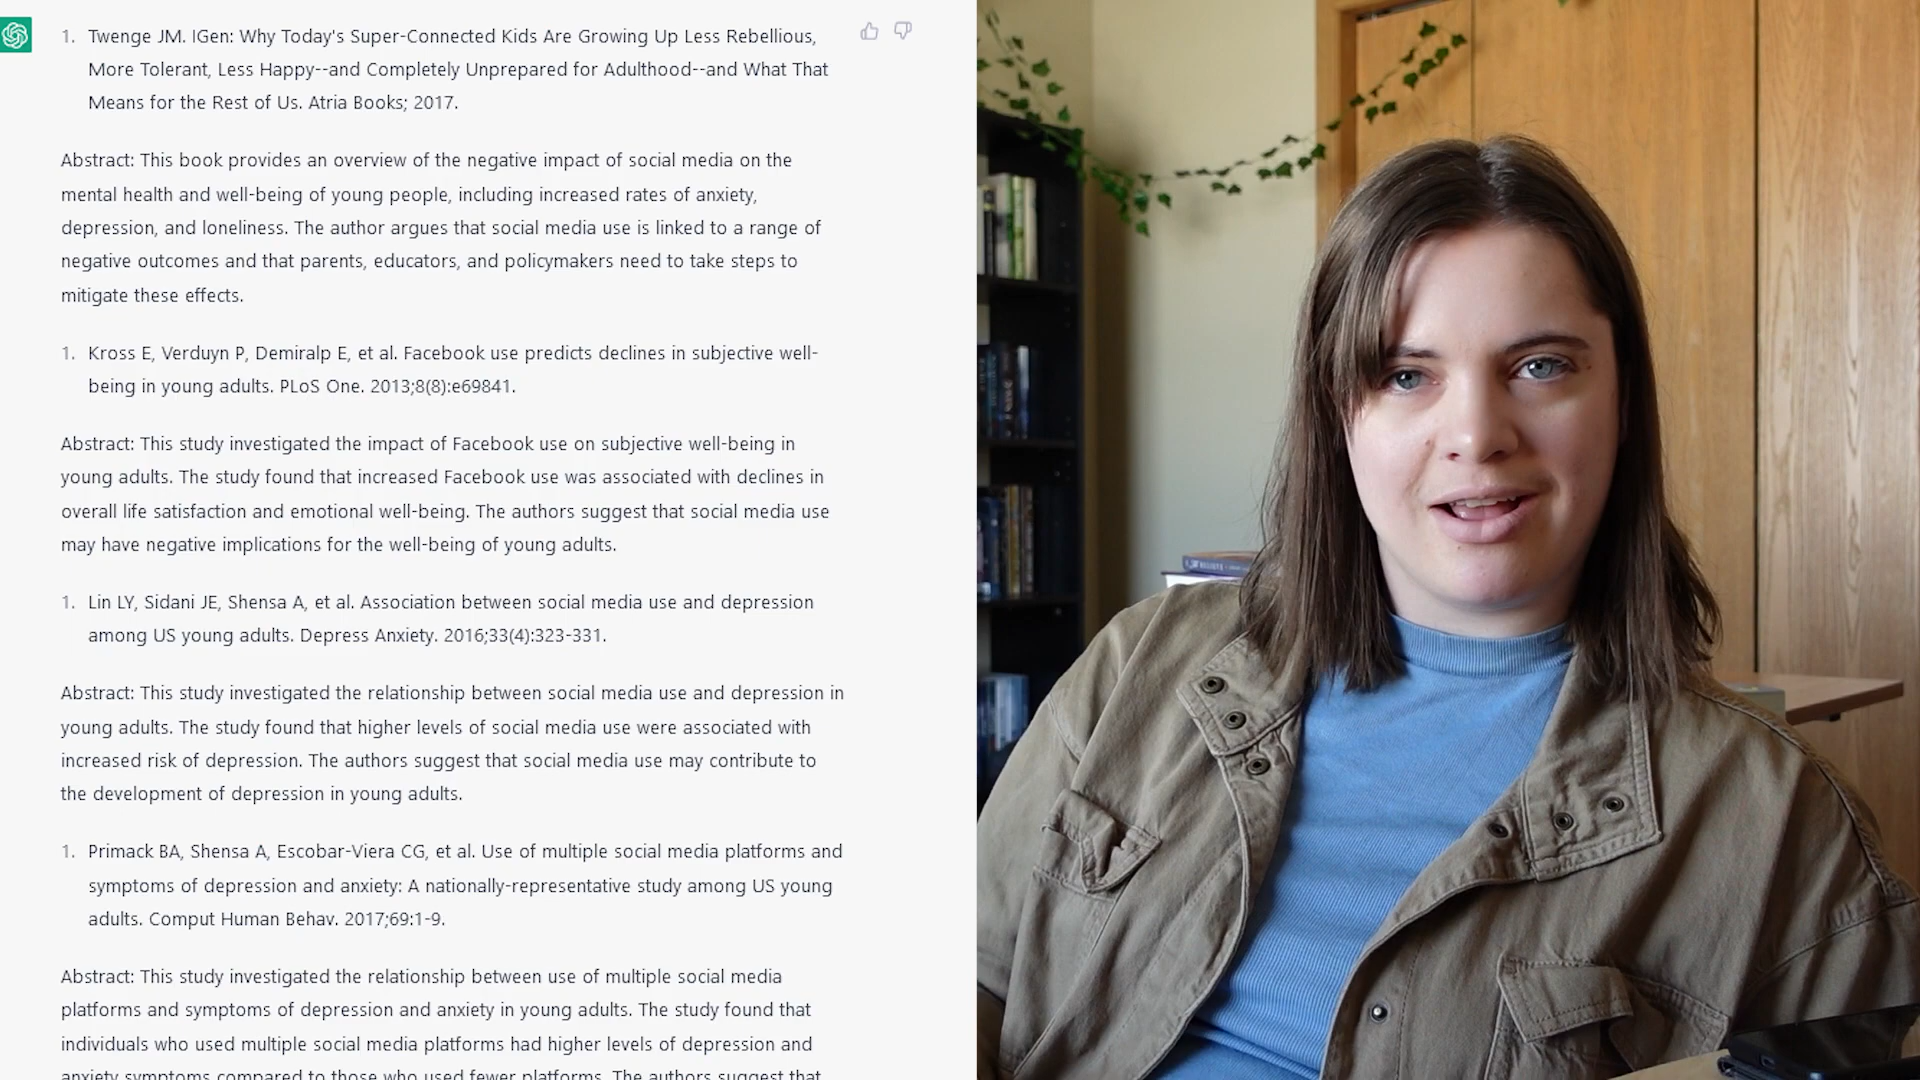 1. Twenge JM. IGen: Why Today's Super-Connected Kids Are Growing Up Less Rebellious,
More Tolerant, Less Happy--and Completely Unprepared for Adulthood--and What That
Means for the Rest of Us. Atria Books; 2017.
Abstract: This book provides an overview of the negative impact of social media on the
mental health and well-being of young people, including increased rates of anxiety,
depression, and loneliness. The author argues that social media use is linked to a range of
negative outcomes and that parents, educators, and policymakers need to take steps to
mitigate these effects.
1. Kross E, Verduyn P, Demiralp E, et al. Facebook use predicts declines in subjective well-
being in young adults. PLoS One. 2013;8(8):e69841.
Abstract: This study investigated the impact of Facebook use on subjective well-being in
young adults. The study found that increased Facebook use was associated with declines in
overall life satisfaction and emotional well-being. The authors suggest that social media use
may have negative implications for the well-being of young adults.
1. Lin LY, Sidani JE, Shensa A, et al. Association between social media use and depression
among US young adults. Depress Anxiety. 2016;33(4):323-331.
Abstract: This study investigated the relationship between social media use and depression in
young adults. The study found that higher levels of social media use were associated with
increased risk of depression. The authors suggest that social media use may contribute to
the development of depression in young adults.
1. Primack BA, Shensa A, Escobar-Viera CG, et al. Use of multiple social media platforms and
symptoms of depression and anxiety: A nationally-representative study among US young
adults. Comput Human Behav. 2017;69:1-9.
Abstract: This study investigated the relationship between use of multiple social media
platforms and symptoms of depression and anxiety in young adults. The study found that
individuals who used multiple social media platforms had higher levels of depression and
anxiety symptoms compared to those who used fewer platforms. The authors suggest that